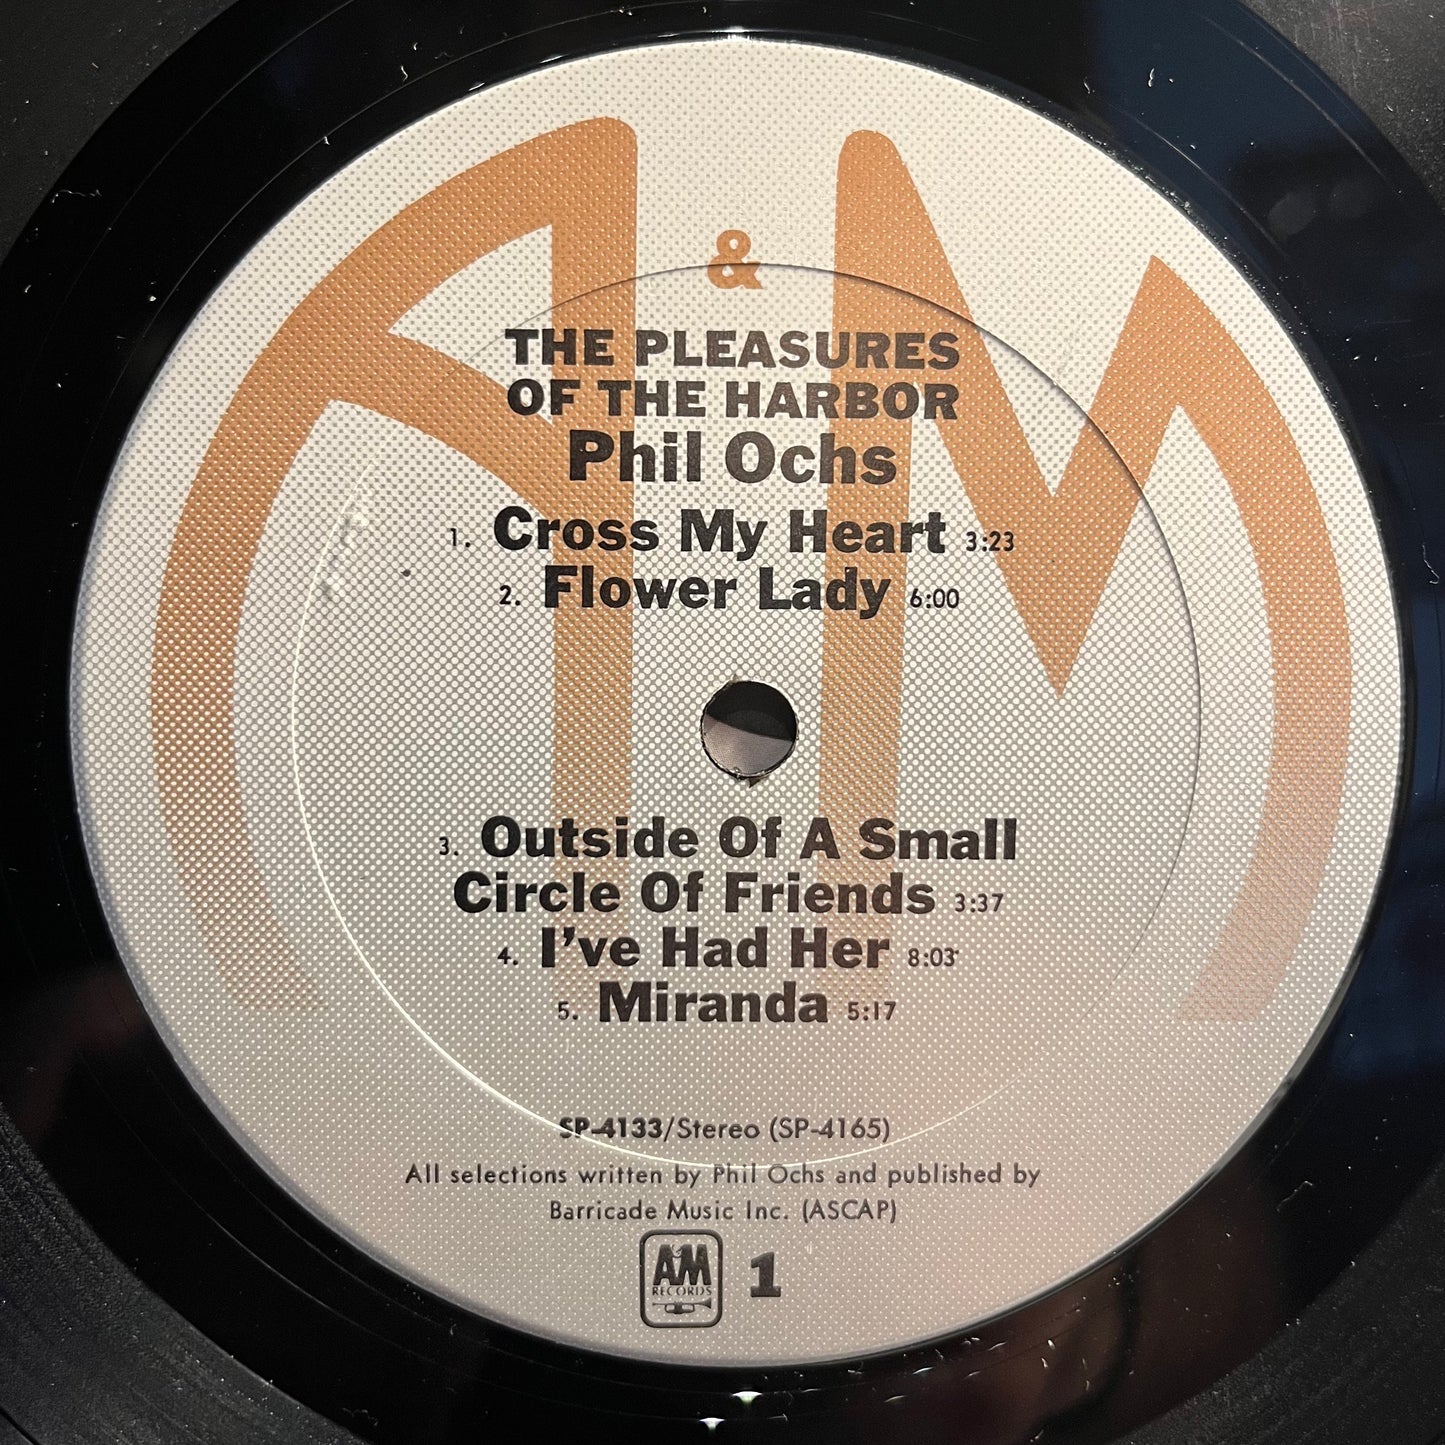 A & M
THE PLEASURES
OF THE HARBOR
Phil Ochs
1. Cross My Heart 3:23
2. Flower Lady 6:00
3. Outside Of A Small
Circle Of Friends 3:37
4. I've Had Her 8:03
5. Miranda 5:17
SP-4133/Stereo (SP-4165)
All selections written by Phil Ochs and published by
Barricade Music Inc. (ASCAP)
A&M
RECORDS
1